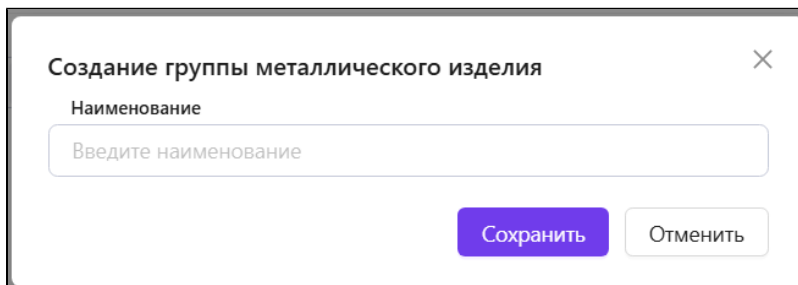 Создание группы металлического изделия
Наименование
Введите наименование
Сохранить
Отменить